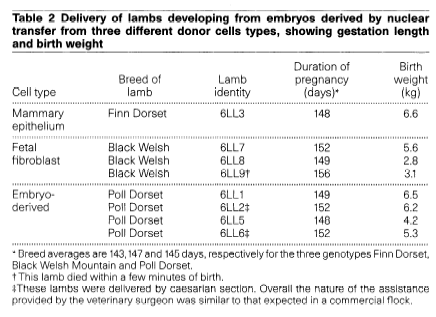 Table 2 Delivery of lambs developing from embryos derived by nuclear
transfer from three different donor cells types, showing gestation length
and birth weight
Duration of Birth
Breed of Lamb pregnancy weight
Cell type lamb identity (days)* (kg)
Mammary Finn Dorset 6LL3 148 6.6
epithelium
Fetal Black Welsh 6LL7 152 5.6
fibroblast Black Welsh 6LL8 149 2.8
Black Welsh 6LL9† 156 3.1
Embryo- Poll Dorset 6LL1 149 6.5
derived Poll Dorset 6LL2‡ 152 6.2
Poll Dorset 6LL5 148 4.2
Poll Dorset 6LL6‡ 152 5.3
* Breed averages are 143, 147 and 145 days, respectively for the three genotypes Finn Dorset,
Black Welsh Mountain and Poll Dorset.
† This lamb died within a few minutes of birth.
‡These lambs were delivered by caesarian section. Overall the nature of the assistance
provided by the veterinary surgeon was similar to that expected in a commercial flock.